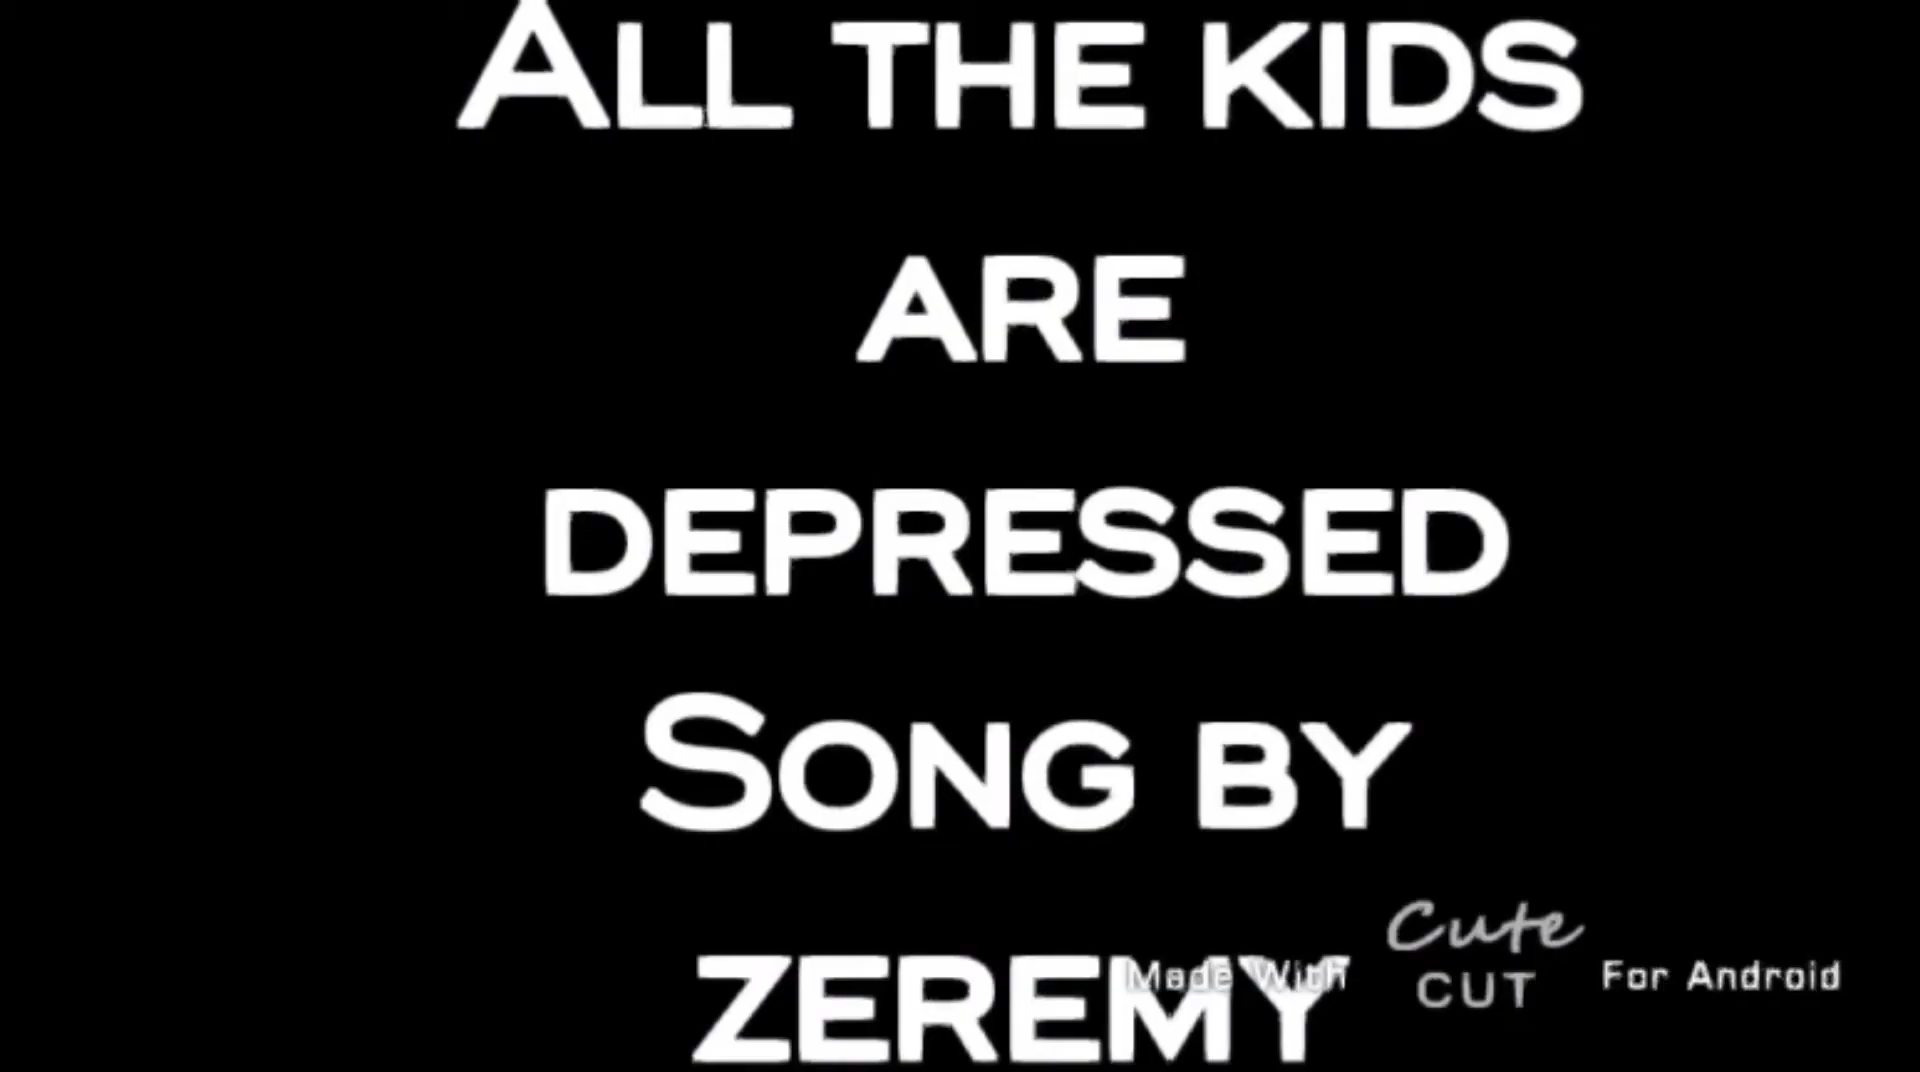 ALL THE KIDS
ARE
DEPRESSED
SONG BY
ZEREMY
Made With Cute CUT For Android